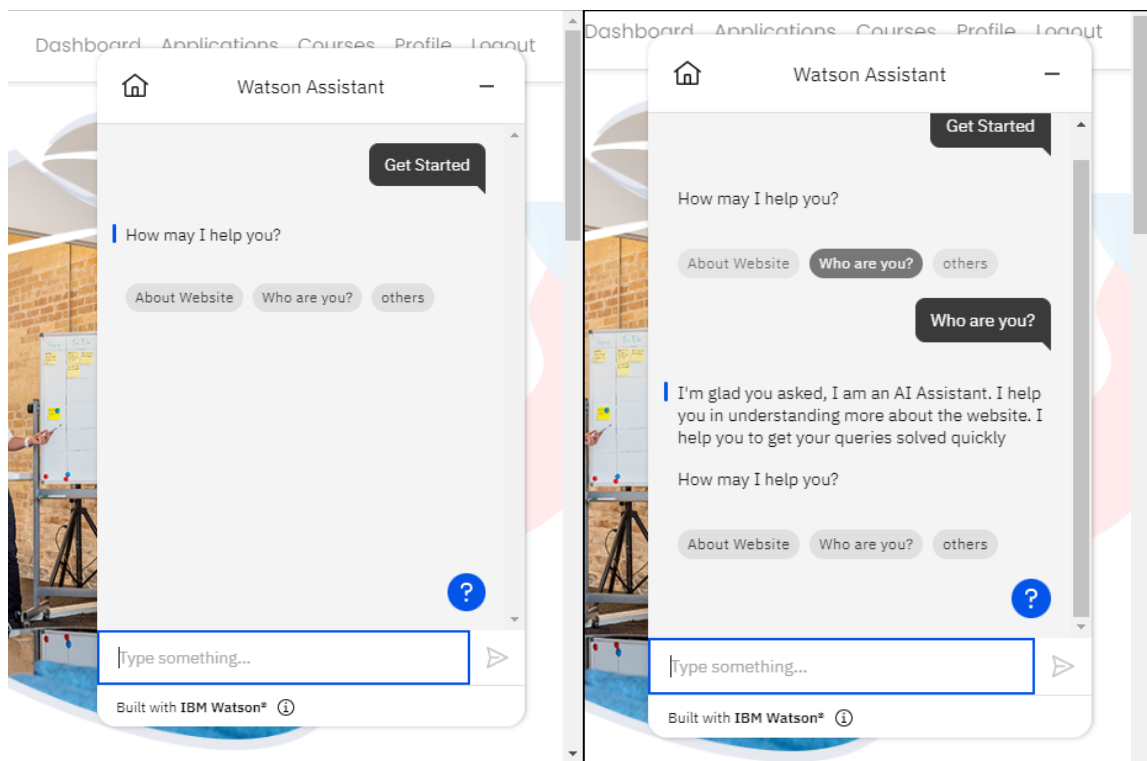 Dashboard Applications Courses Profile Logout
Watson Assistant
Get Started
How may I help you?
About Website Who are you? others
?
Type something...
Built with IBM Watson®
Dashboard Applications Courses Profile Logout
Watson Assistant
Get Started
How may I help you?
About Website Who are you? others
Who are you?
I'm glad you asked, I am an AI Assistant. I help
you in understanding more about the website. I
help you to get your queries solved quickly
How may I help you?
About Website Who are you? others
?
Type something...
Built with IBM Watson®